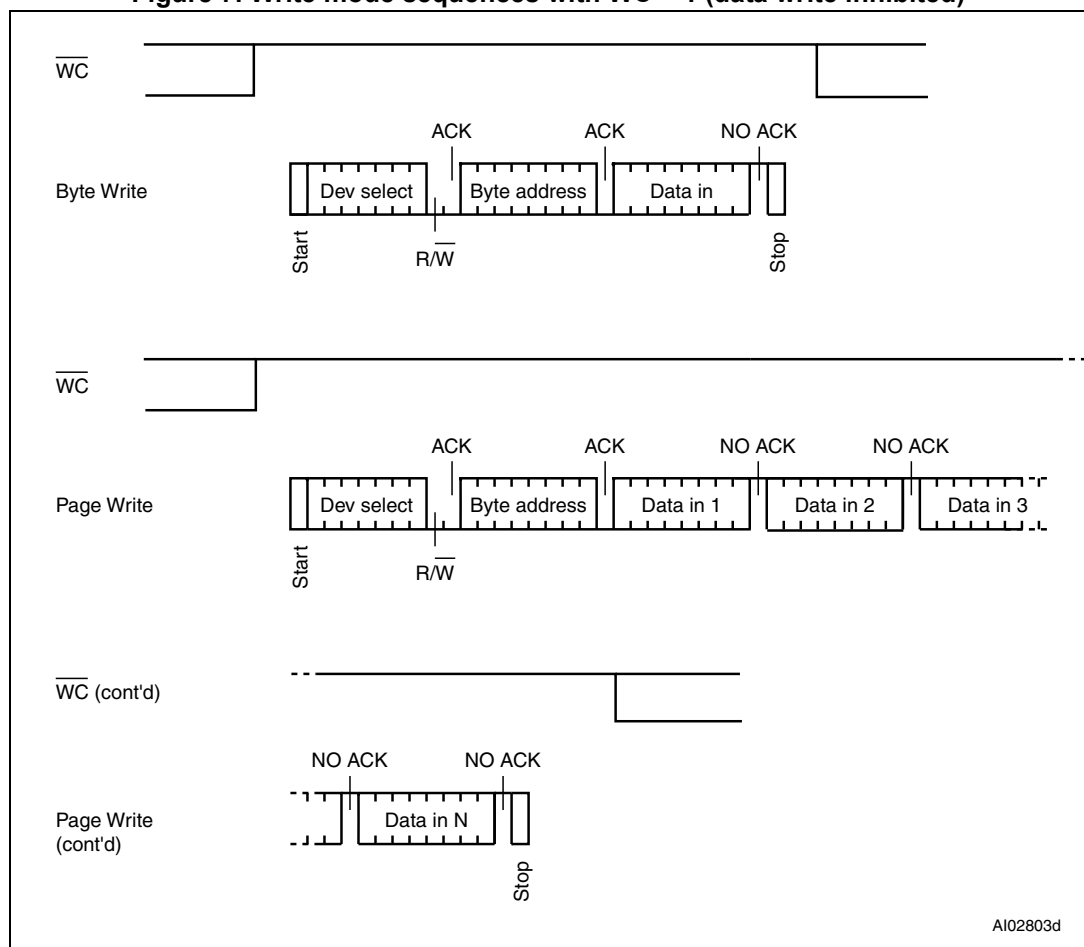 Figure Write mode sequences with WC 1 (data write inhibited)
WC
ACK ACK NO ACK
Byte Write Dev select Byte address Data in
Start R/W Stop
WC
ACK ACK NO ACK NO ACK
Page Write Dev select Byte address Data in 1 Data in 2 Data in 3
Start R/W
WC (cont'd)
NO ACK NO ACK
Page Write Data in N
(cont'd)
Stop
AI02803d